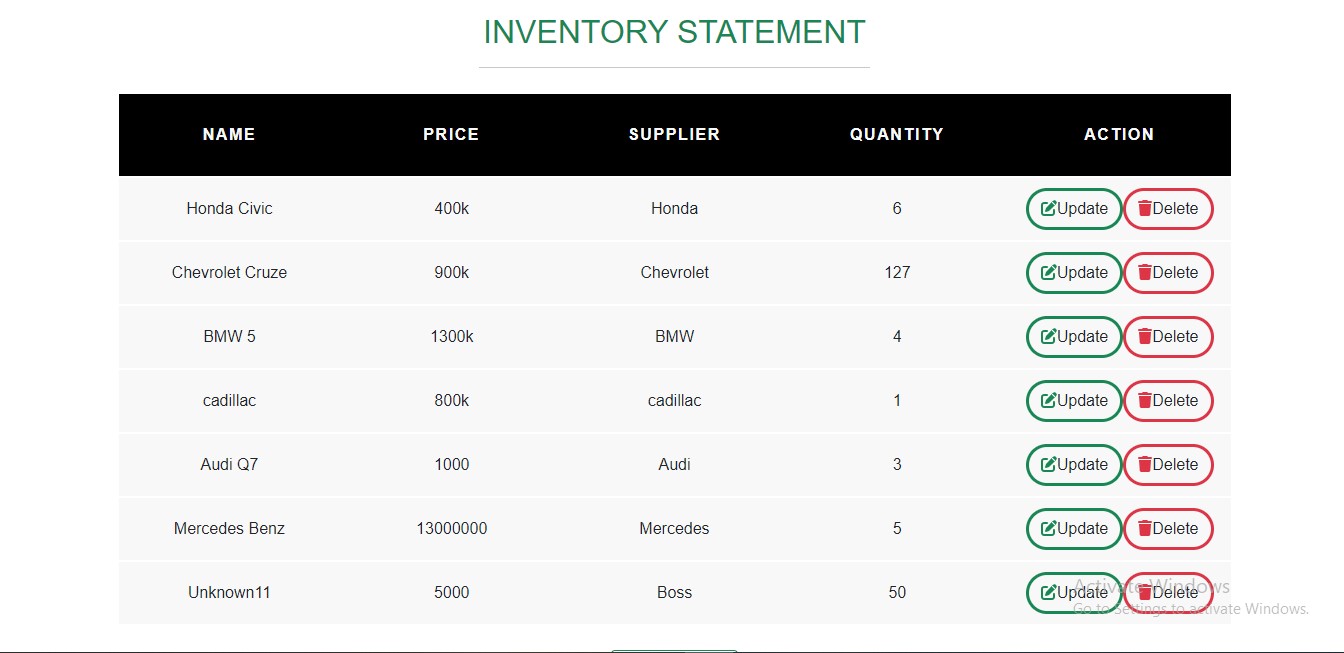 INVENTORY STATEMENT
NAME PRICE SUPPLIER QUANTITY ACTION
Honda Civic 400k Honda 6 Update Delete
Chevrolet Cruze 900k Chevrolet 127 Update Delete
BMW 5 1300k BMW 4 Update Delete
cadillac 800k cadillac 1 Update Delete
Audi Q7 1000 Audi 3 Update Delete
Mercedes Benz 13000000 Mercedes 5 Update Delete
Unknown11 5000 Boss 50 Update Delete
Activate Windows
Go to Settings to activate Windows.